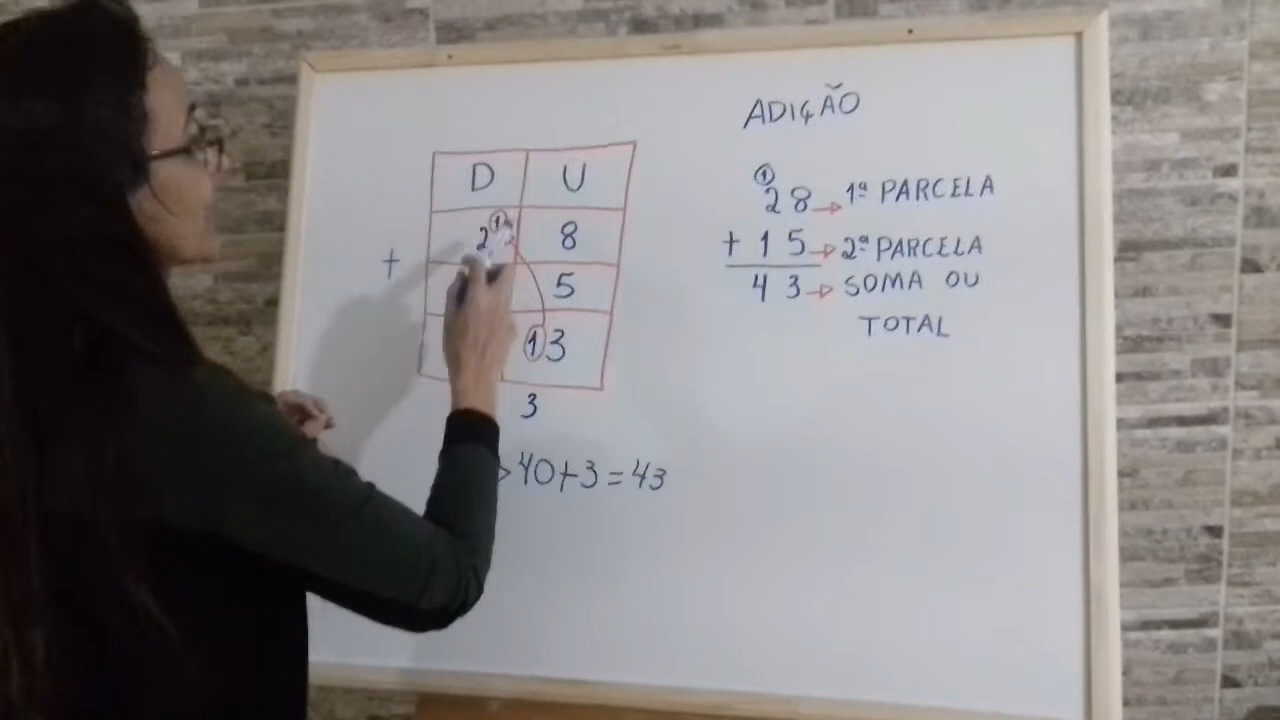 ADIÇÃO
D U
1
2 8
+ 5
1 3
3
40+3=43
1
28 → 1ª PARCELA
+ 15 → 2ª PARCELA
43 → SOMA OU
TOTAL